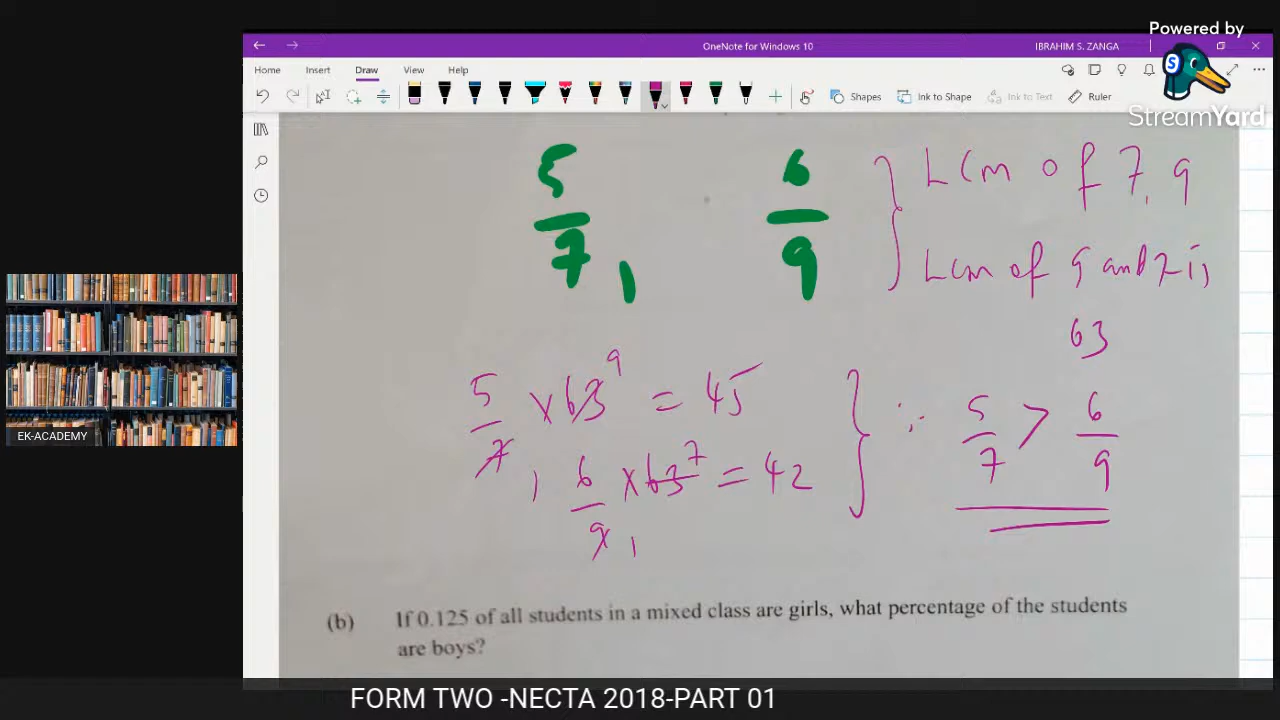 Powered by
StreamYard
OneNote for Windows 10
IBRAHIM S. ZANGA
Home Insert Draw View Help
Shapes Ink to Shape Ink to Text Ruler
5/7, 6/9 } LCM of 7, 9
LCM of 9 and 7 is
63
5/7 × 63 9 = 45
, 6/9 × 63 7 = 42
1
} ∴ 5/7 > 6/9
EK-ACADEMY
(b) If 0.125 of all students in a mixed class are girls, what percentage of the students
are boys?
FORM TWO -NECTA 2018-PART 01